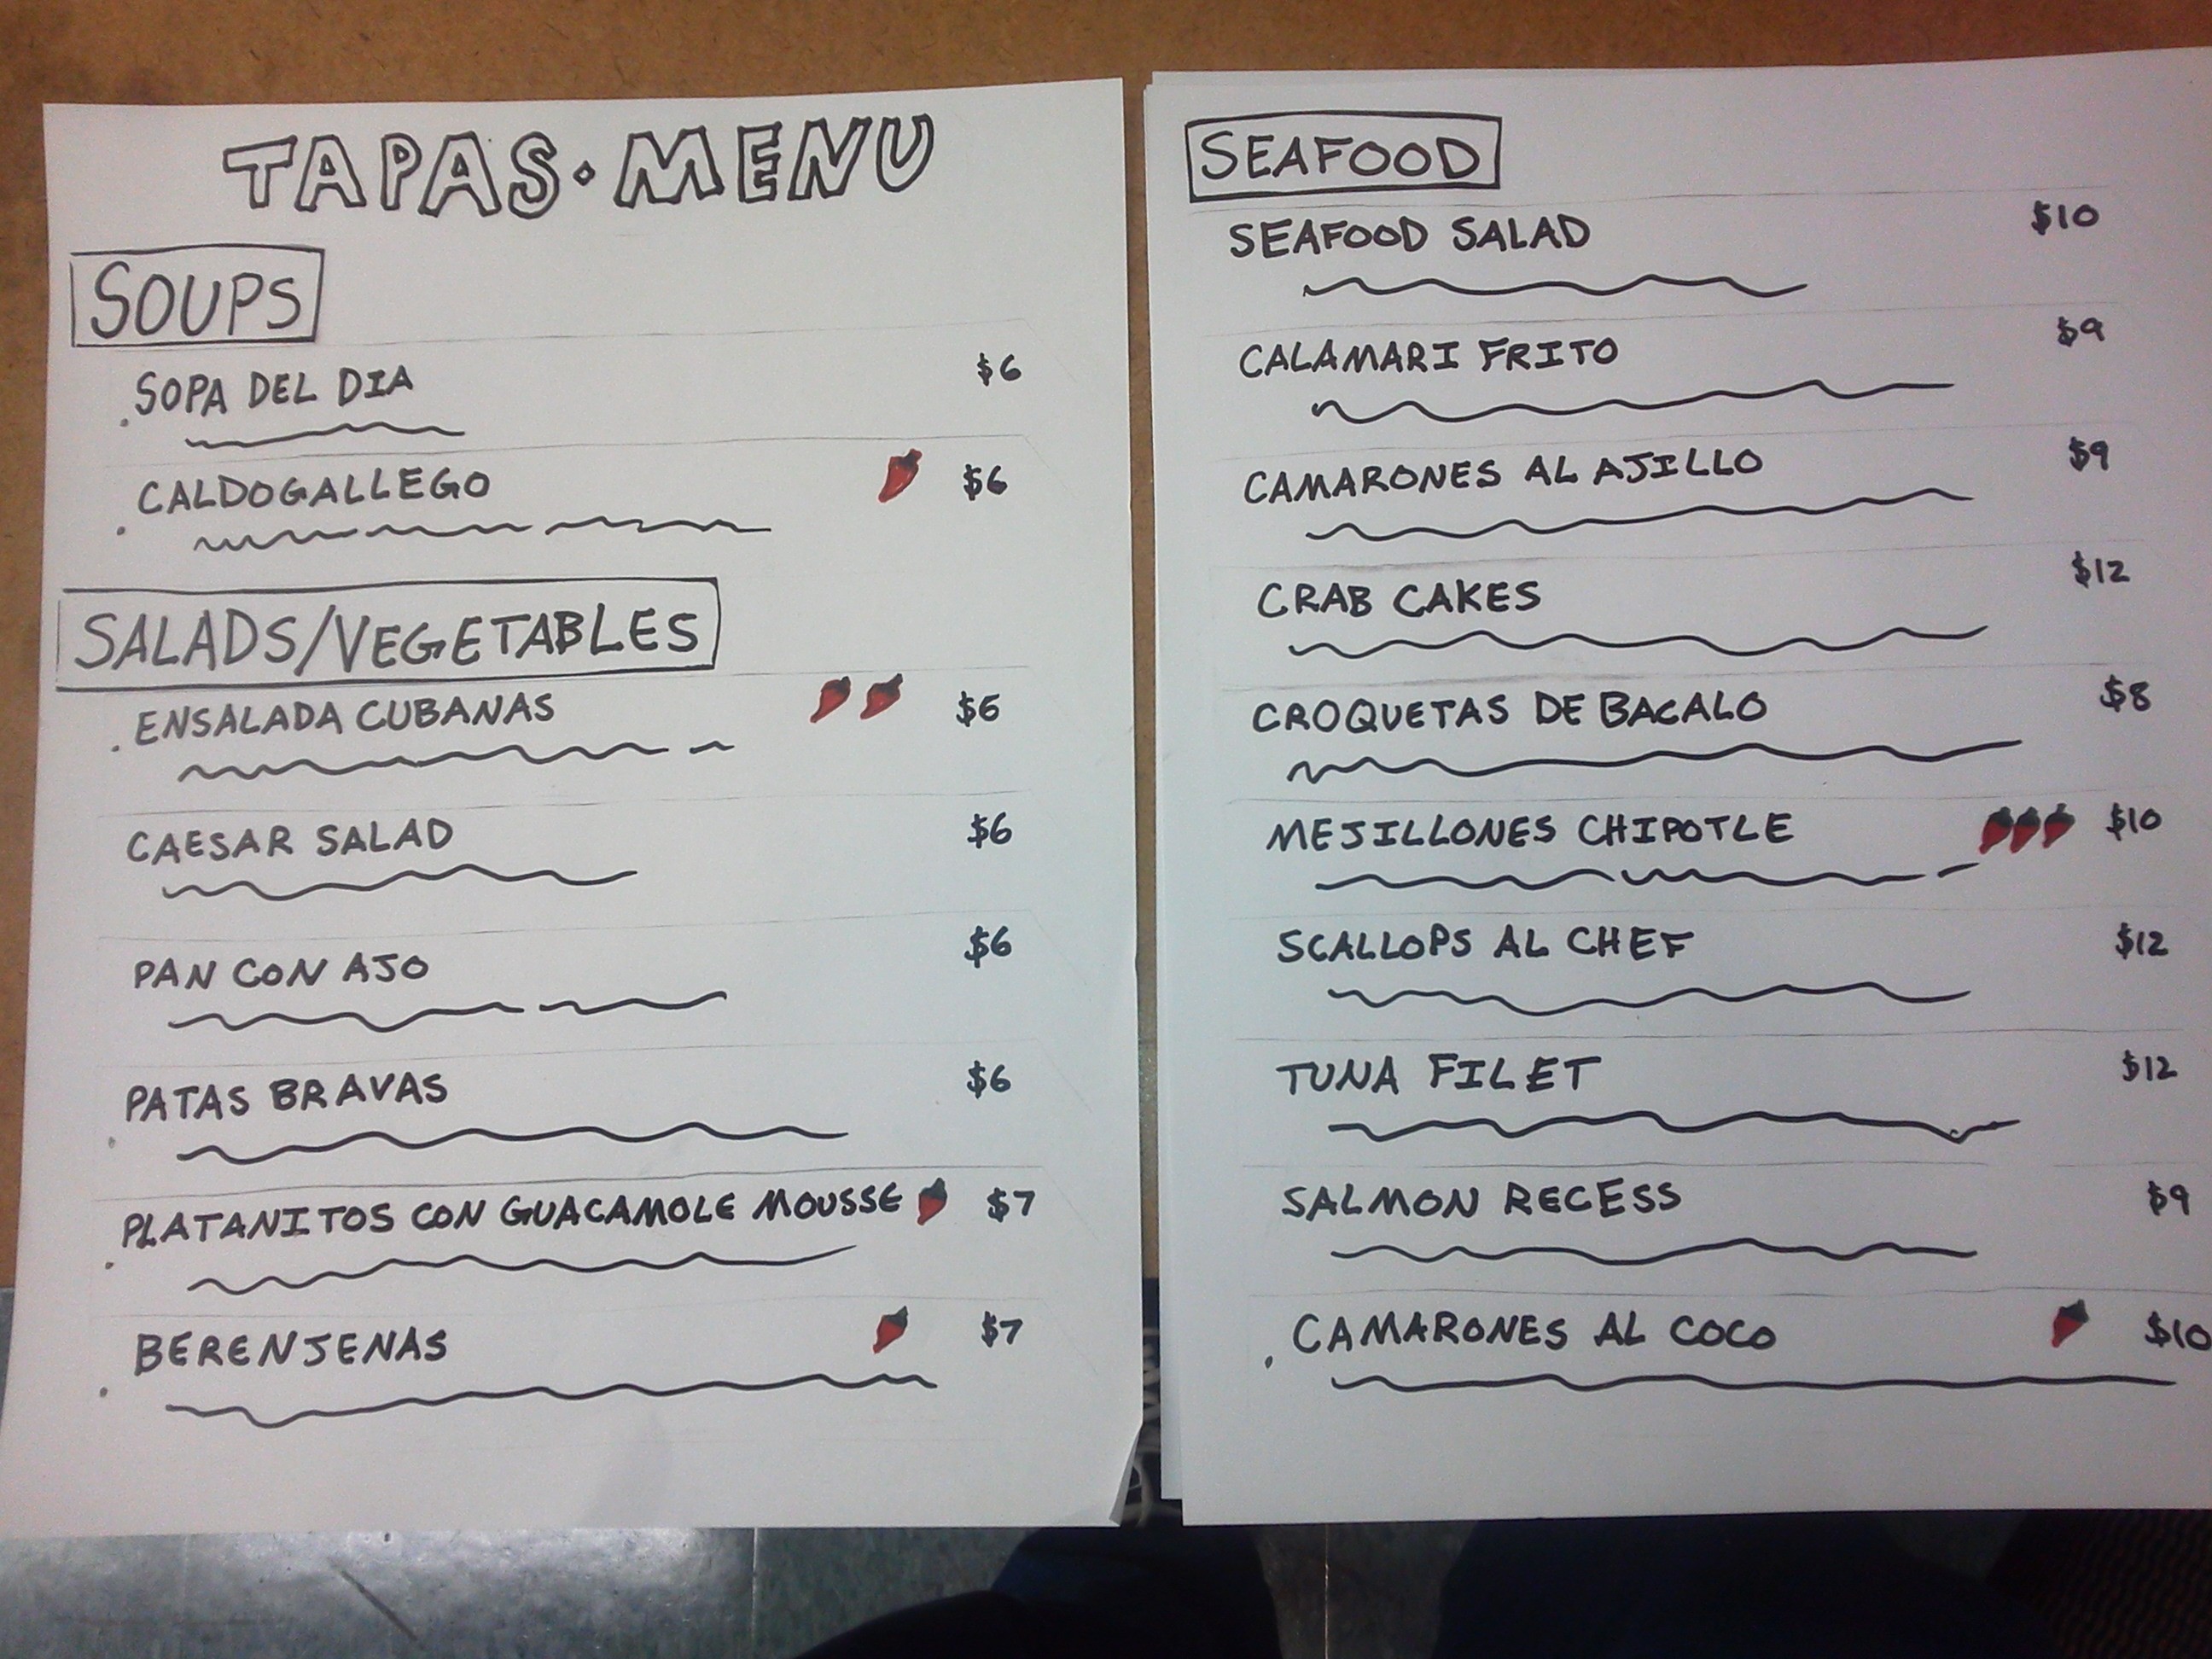 TAPAS·MENU
SOUPS
SOPA DEL DIA $6
CALDOGALLEGO $6
SALADS/VEGETABLES
ENSALADA CUBANAS $6
CAESAR SALAD $6
PAN CON AJO $6
PATAS BRAVAS $6
PLATANITOS CON GUACAMOLE MOUSSE $7
BERENJENAS $7
SEAFOOD
SEAFOOD SALAD $10
CALAMARI FRITO $9
CAMARONES AL AJILLO $9
CRAB CAKES $12
CROQUETAS DE BACALO $8
MEJILLONES CHIPOTLE $10
SCALLOPS AL CHEF $12
TUNA FILET $12
SALMON RECESS $9
CAMARONES AL COCO $10